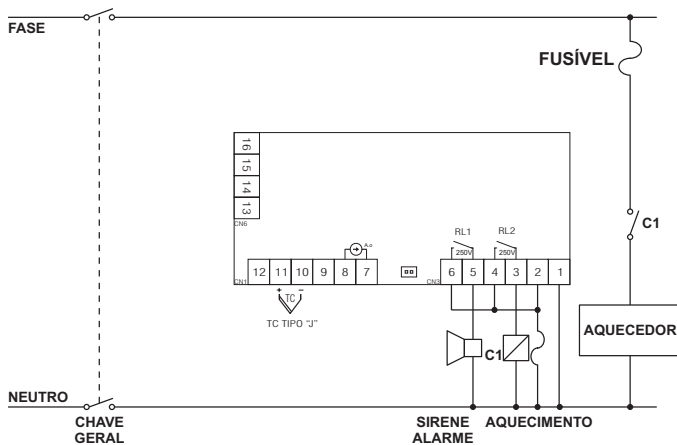 FASE
FUSÍVEL
16
15
14
13
CN6
C1
RL1
RL2
250V
250V
A.o
CN1
12
11
10
9
8
7
CN3
6
5
4
3
2
1
+
TC
-
TC TIPO "J"
AQUECEDOR
C1
NEUTRO
CHAVE
GERAL
SIRENE
ALARME
AQUECIMENTO